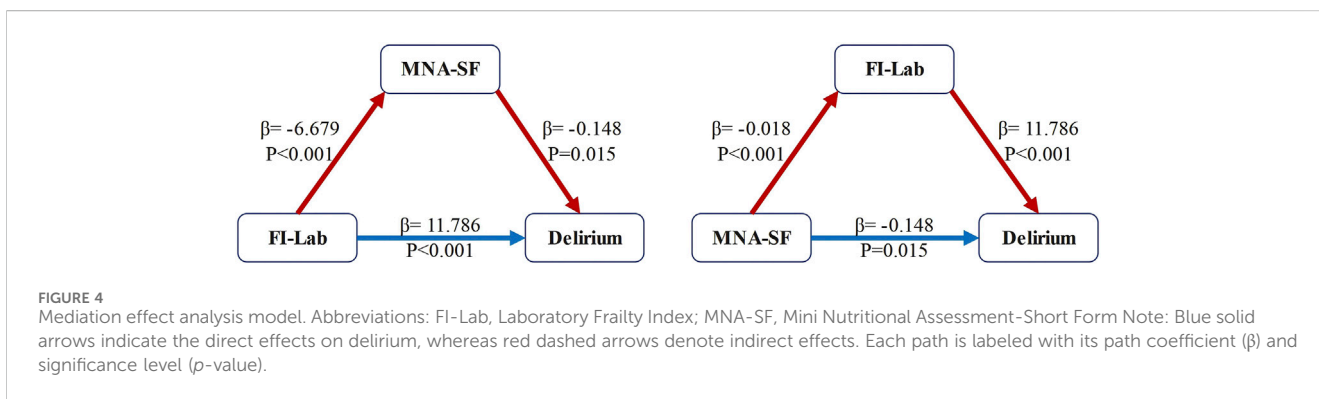 MNA-SF
β= -6.679
P<0.001
β= -0.148
P=0.015
FI-Lab
β= 11.786
P<0.001
Delirium
FI-Lab
β= -0.018
P<0.001
β= 11.786
P<0.001
MNA-SF
β= -0.148
P=0.015
Delirium
FIGURE 4
Mediation effect analysis model. Abbreviations: FI-Lab, Laboratory Frailty Index; MNA-SF, Mini Nutritional Assessment-Short Form Note: Blue solid
arrows indicate the direct effects on delirium, whereas red dashed arrows denote indirect effects. Each path is labeled with its path coefficient (β) and
significance level (p-value).